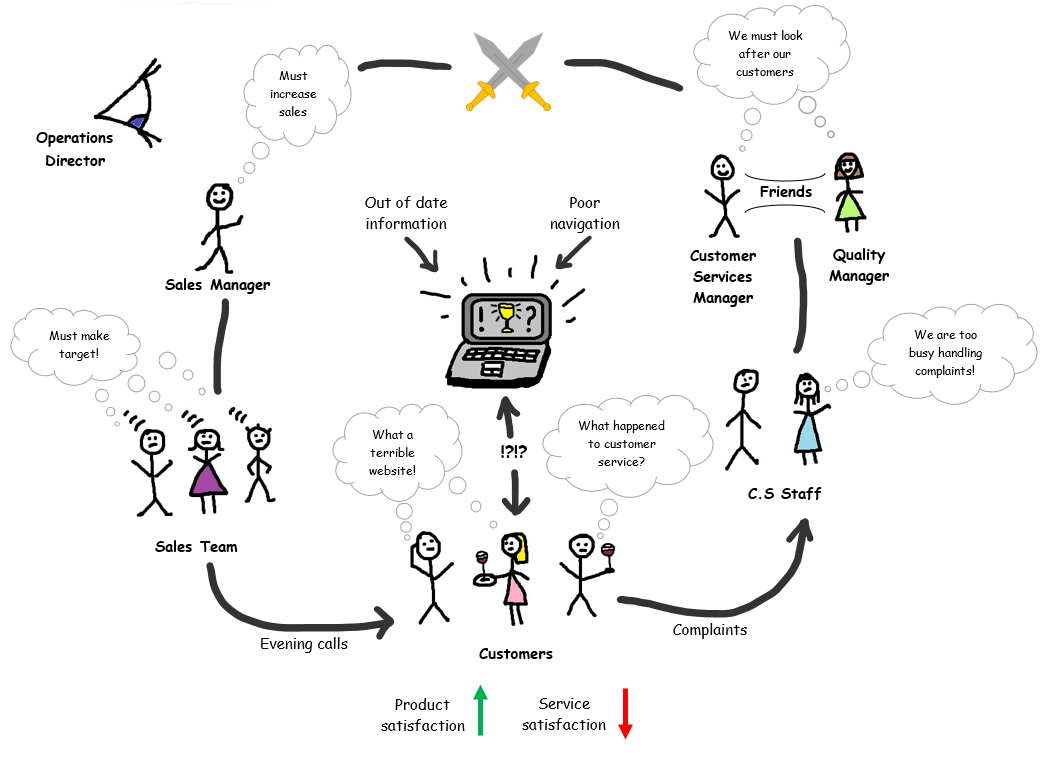 We must look
after our
customers
Must
increase
sales
Operations
Director
Out of date
information
Poor
navigation
Friends
Sales Manager
Customer
Services
Manager
Quality
Manager
! ?
Must make
target!
We are too
busy handling
complaints!
What a
terrible
website!
What happened
to customer
service?
!?!?
C.S Staff
Sales Team
Evening calls
Complaints
Customers
Product
satisfaction
Service
satisfaction